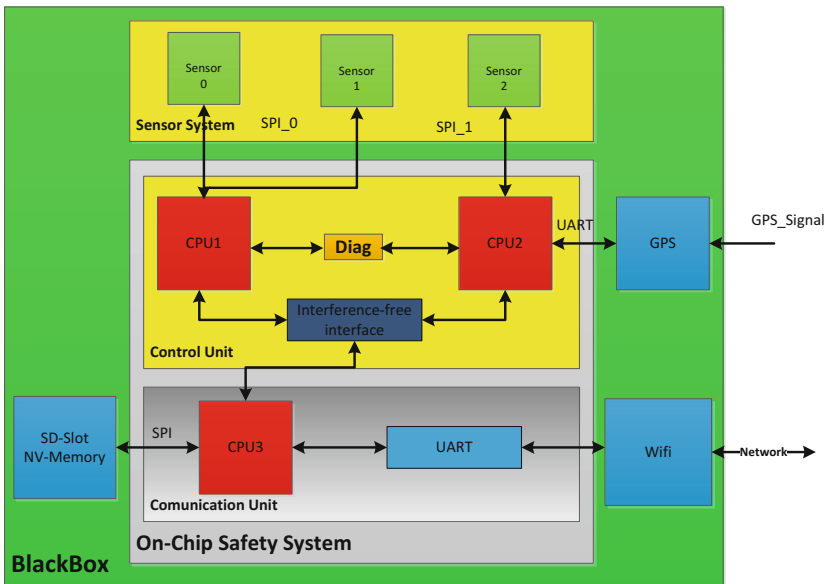 Sensor
0
Sensor
1
Sensor
2
Sensor System
SPI_0
SPI_1
CPU1
Diag
CPU2
UART
GPS
GPS_Signal
Interference-free
interface
Control Unit
SD-Slot
NV-Memory
SPI
CPU3
UART
Wifi
Network
Comunication Unit
On-Chip Safety System
BlackBox